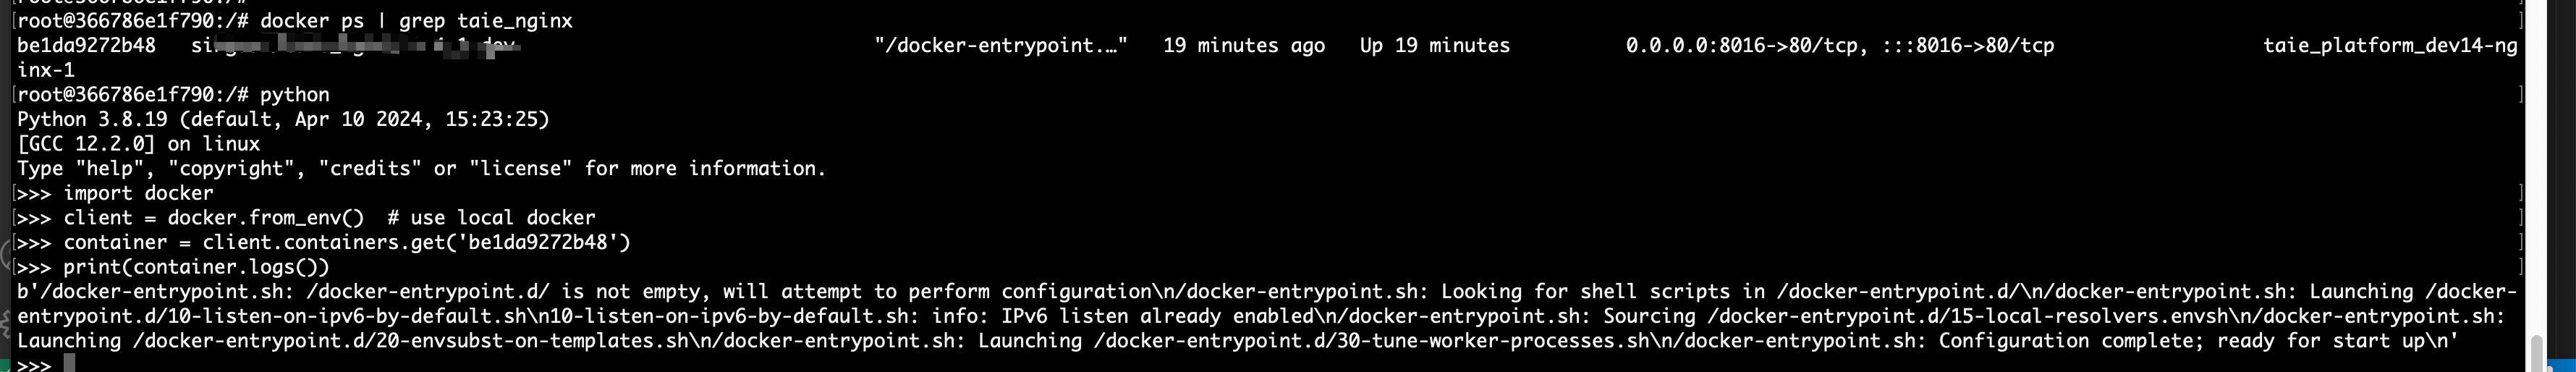 [root@366786e1f790:/# docker ps | grep taie_nginx ]
be1da9272b48 "/docker-entrypoint.…" 19 minutes ago Up 19 minutes 0.0.0.0:8016->80/tcp, :::8016->80/tcp taie_platform_dev14-ng
inx-1
[root@366786e1f790:/# python ]
Python 3.8.19 (default, Apr 10 2024, 15:23:25)
[GCC 12.2.0] on linux
Type "help", "copyright", "credits" or "license" for more information.
[>>> import docker ]
[>>> client = docker.from_env()  # use local docker ]
[>>> container = client.containers.get('be1da9272b48') ]
[>>> print(container.logs()) ]
b'/docker-entrypoint.sh: /docker-entrypoint.d/ is not empty, will attempt to perform configuration\n/docker-entrypoint.sh: Looking for shell scripts in /docker-entrypoint.d/\n/docker-entrypoint.sh: Launching /docker-
entrypoint.d/10-listen-on-ipv6-by-default.sh\n10-listen-on-ipv6-by-default.sh: info: IPv6 listen already enabled\n/docker-entrypoint.sh: Sourcing /docker-entrypoint.d/15-local-resolvers.envsh\n/docker-entrypoint.sh:
Launching /docker-entrypoint.d/20-envsubst-on-templates.sh\n/docker-entrypoint.sh: Launching /docker-entrypoint.d/30-tune-worker-processes.sh\n/docker-entrypoint.sh: Configuration complete; ready for start up\n'
>>>